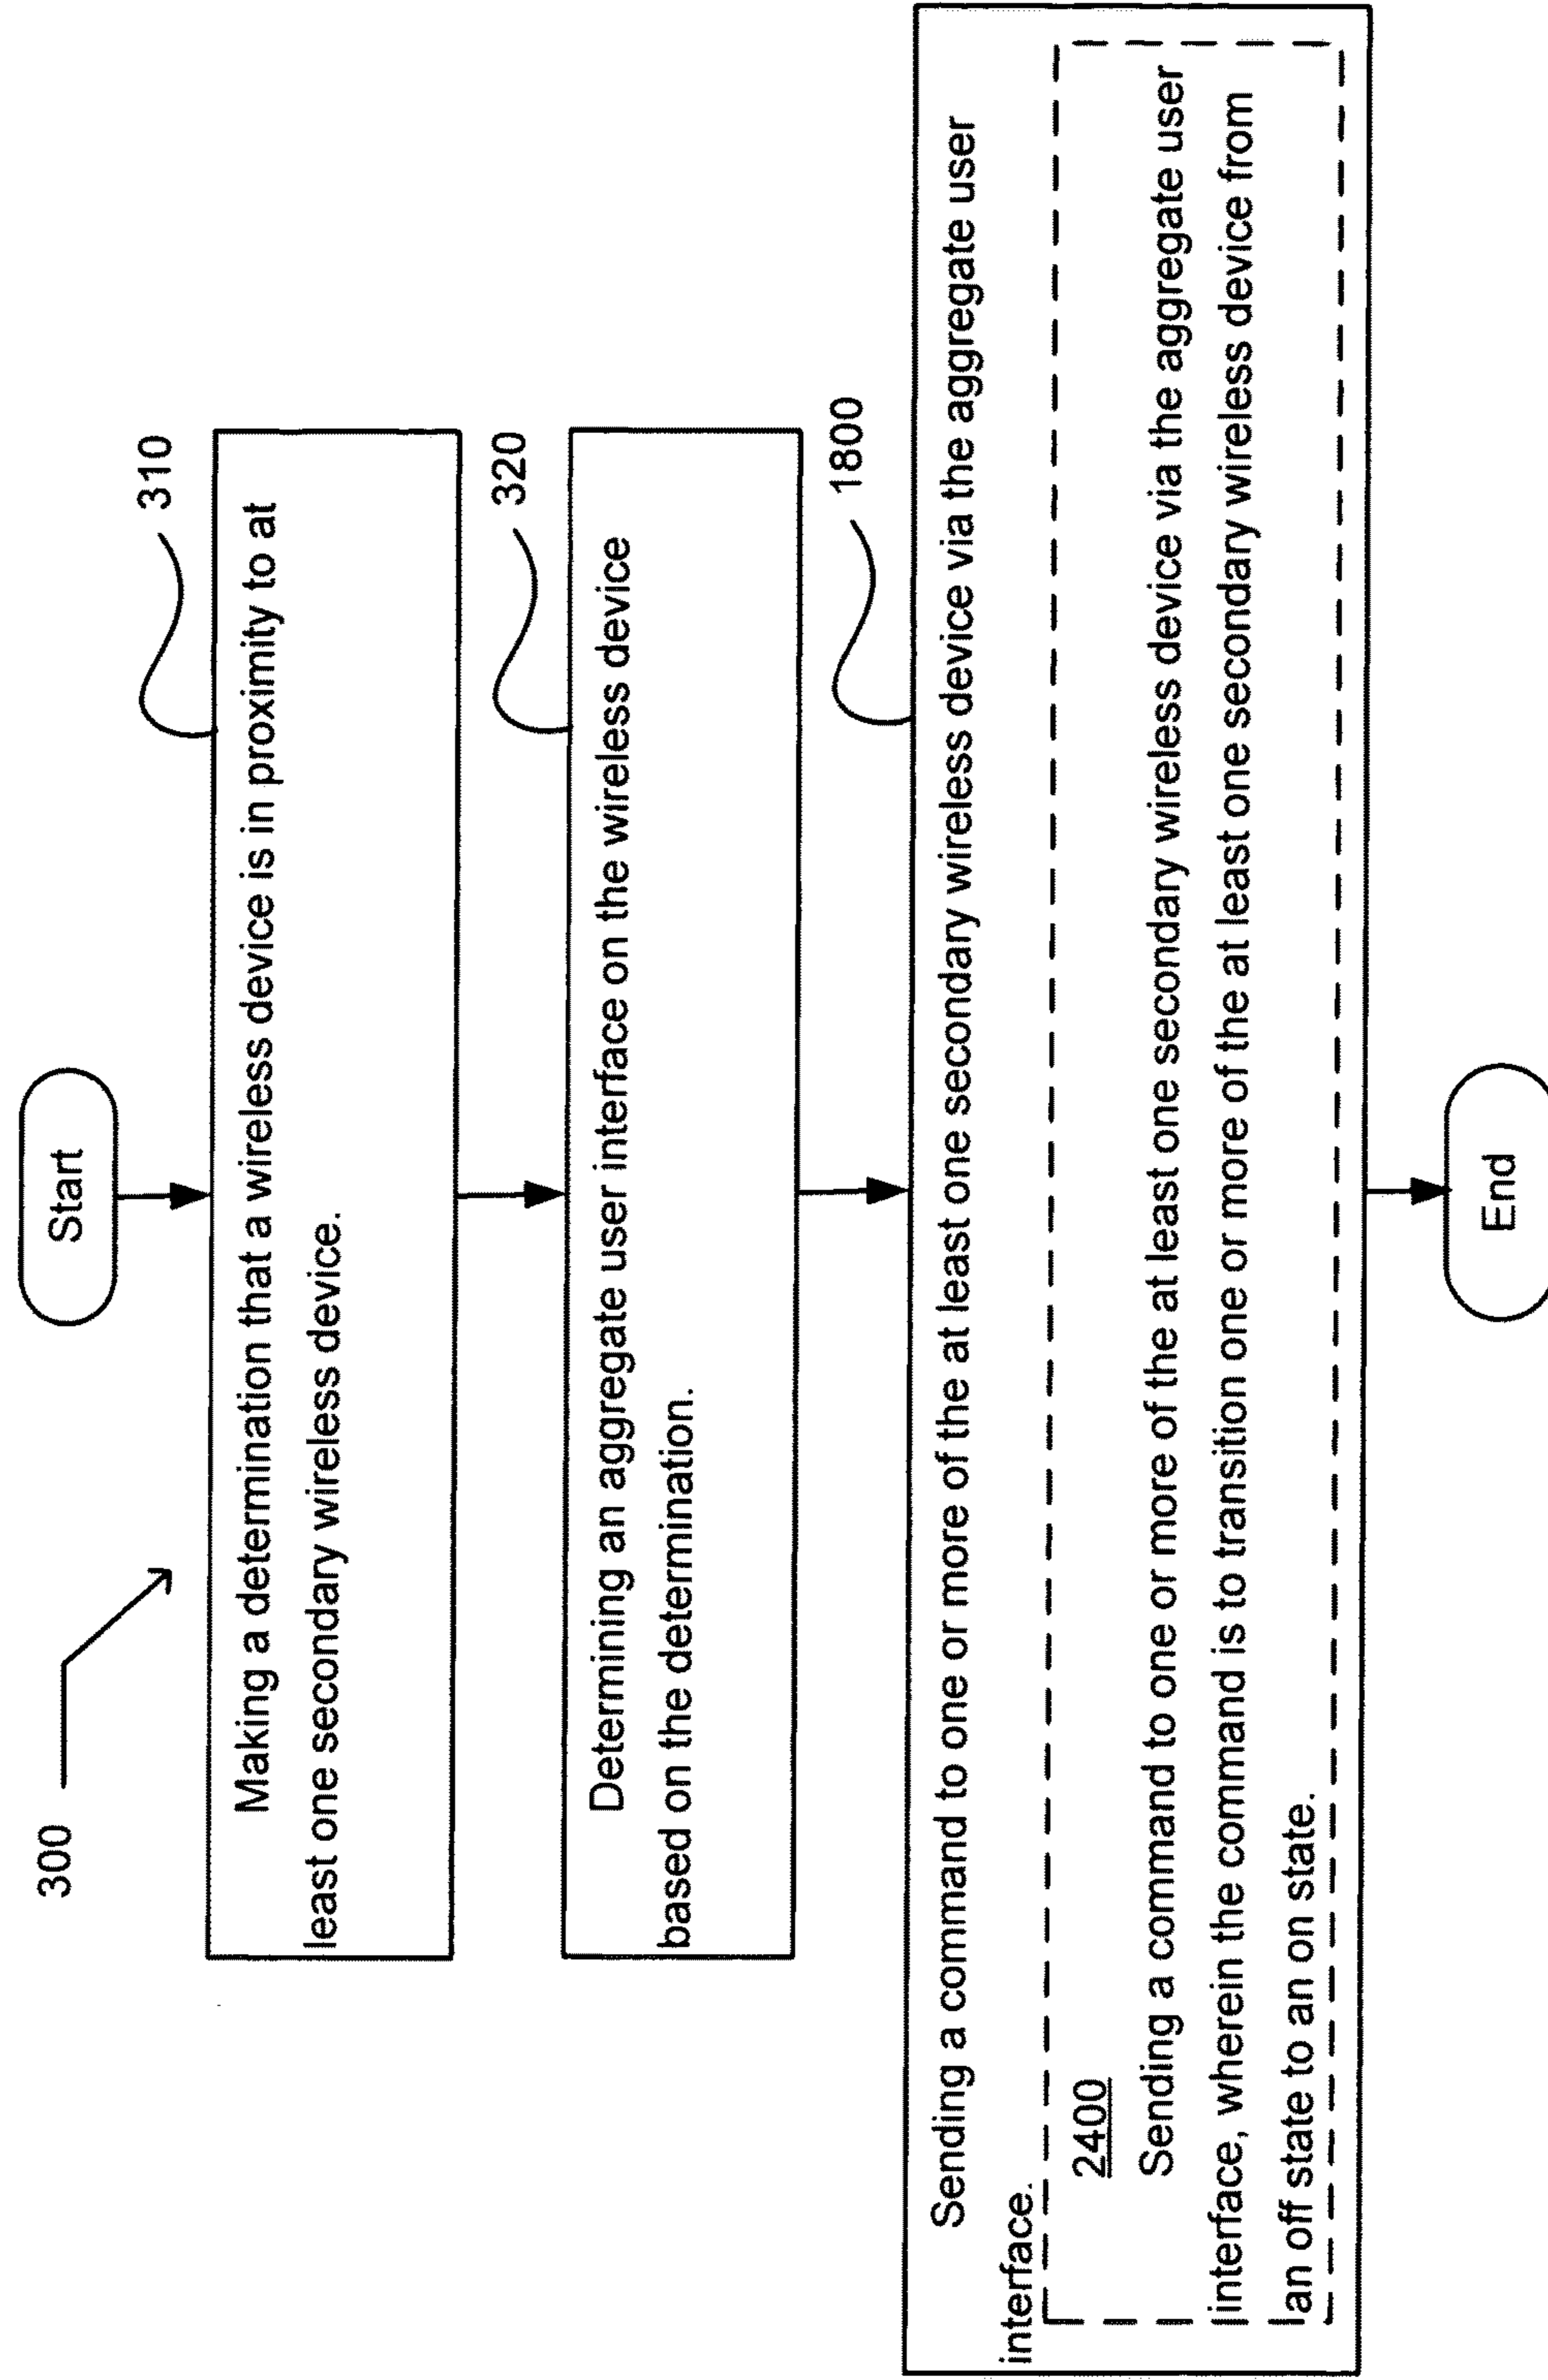 300
Start
310
Making a determination that a wireless device is in proximity to at
least one secondary wireless device.
320
Determining an aggregate user interface on the wireless device
based on the determination.
1800
Sending a command to one or more of the at least one secondary wireless device via the aggregate user
interface.
2400
Sending a command to one or more of the at least one secondary wireless device via the aggregate user
interface, wherein the command is to transition one or more of the at least one secondary wireless device from
an off state to an on state.
End